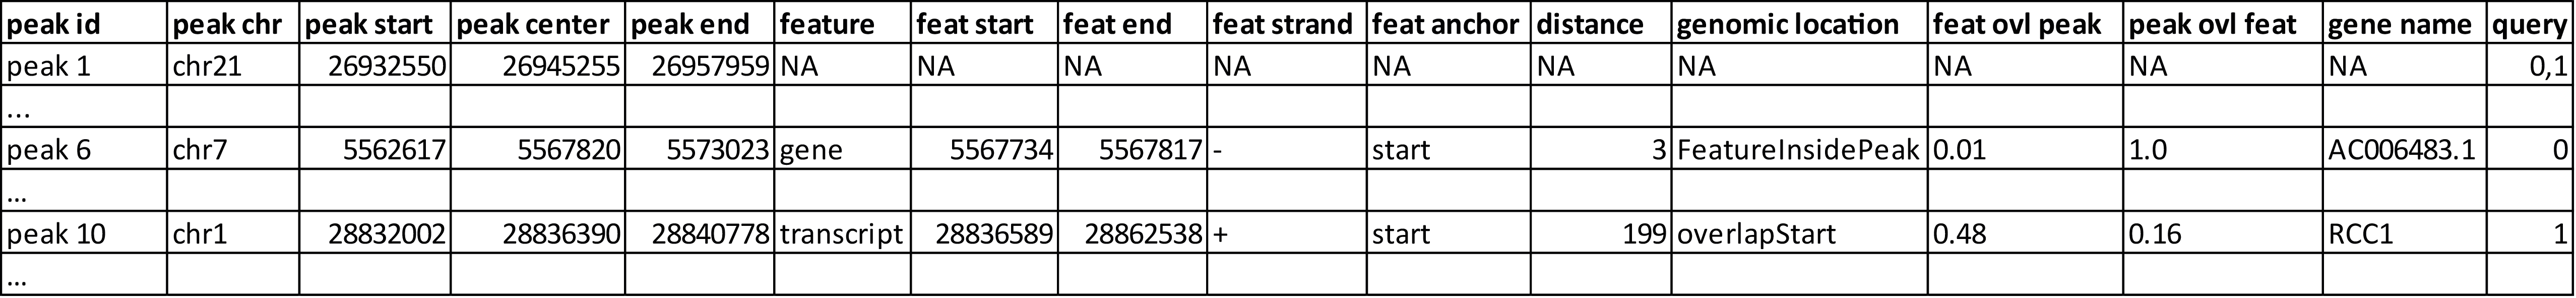 peak id peak chr peak start peak center peak end feature feat start feat end feat strand feat anchor distance genomic location feat ovl peak peak ovl feat gene name query
peak 1 chr21 26932550 26945255 26957959 NA NA NA NA NA NA NA NA NA NA 0,1
...
peak 6 chr7 5562617 5567820 5573023 gene 5567734 5567817 - start 3 FeatureInsidePeak 0.01 1.0 AC006483.1 0
...
peak 10 chr1 28832002 28836390 28840778 transcript 28836589 28862538 + start 199 overlapStart 0.48 0.16 RCC1 1
...